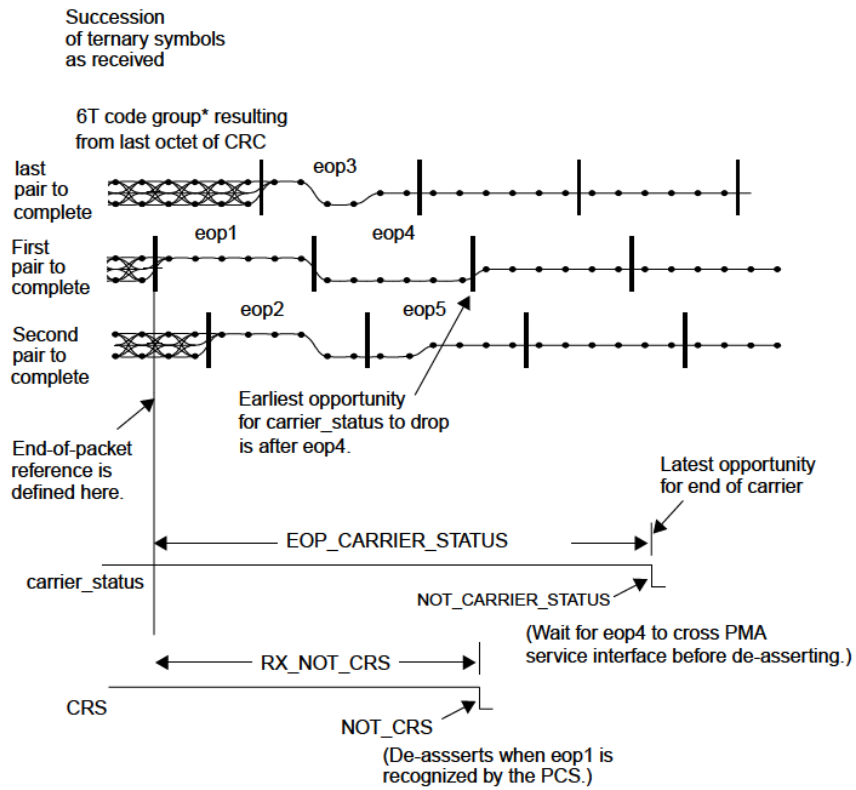 Succession
of ternary symbols
as received
6T code group* resulting
from last octet of CRC
last
pair to
complete
eop3
First
pair to
complete
eop1
eop4
Second
pair to
complete
eop2
eop5
Earliest opportunity
for carrier_status to drop
is after eop4.
End-of-packet
reference is
defined here.
Latest opportunity
for end of carrier
EOP_CARRIER_STATUS
carrier_status
NOT_CARRIER_STATUS
(Wait for eop4 to cross PMA
service interface before de-asserting.)
RX_NOT_CRS
CRS
NOT_CRS
(De-assserts when eop1 is
recognized by the PCS.)